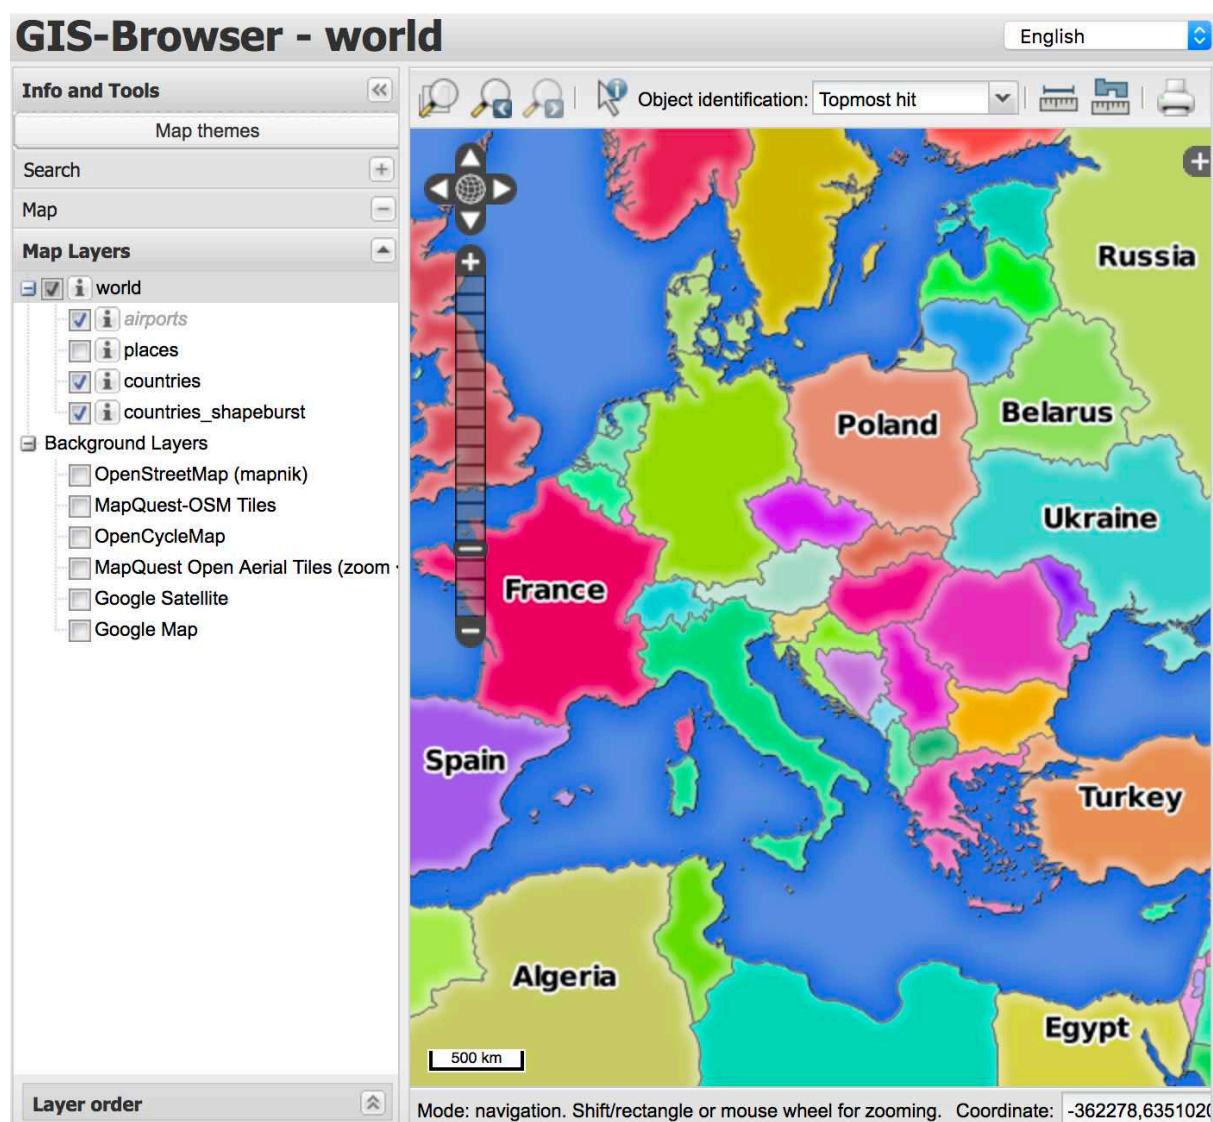 GIS-Browser - world
English
Info and Tools
Map themes
Search
Map
Map Layers
world
airports
places
countries
countries_shapeburst
Background Layers
OpenStreetMap (mapnik)
MapQuest-OSM Tiles
OpenCycleMap
MapQuest Open Aerial Tiles (zoom
Google Satellite
Google Map
Layer order
Object identification: Topmost hit
Russia
Poland
Belarus
Ukraine
France
Spain
Turkey
Algeria
Egypt
500 km
Mode: navigation. Shift/rectangle or mouse wheel for zooming. Coordinate: -362278,6351020